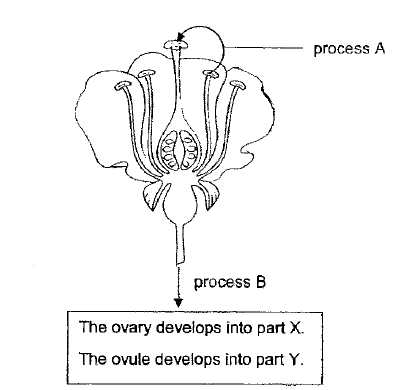 process A
process B
The ovary develops into part X.
The ovule develops into part Y.